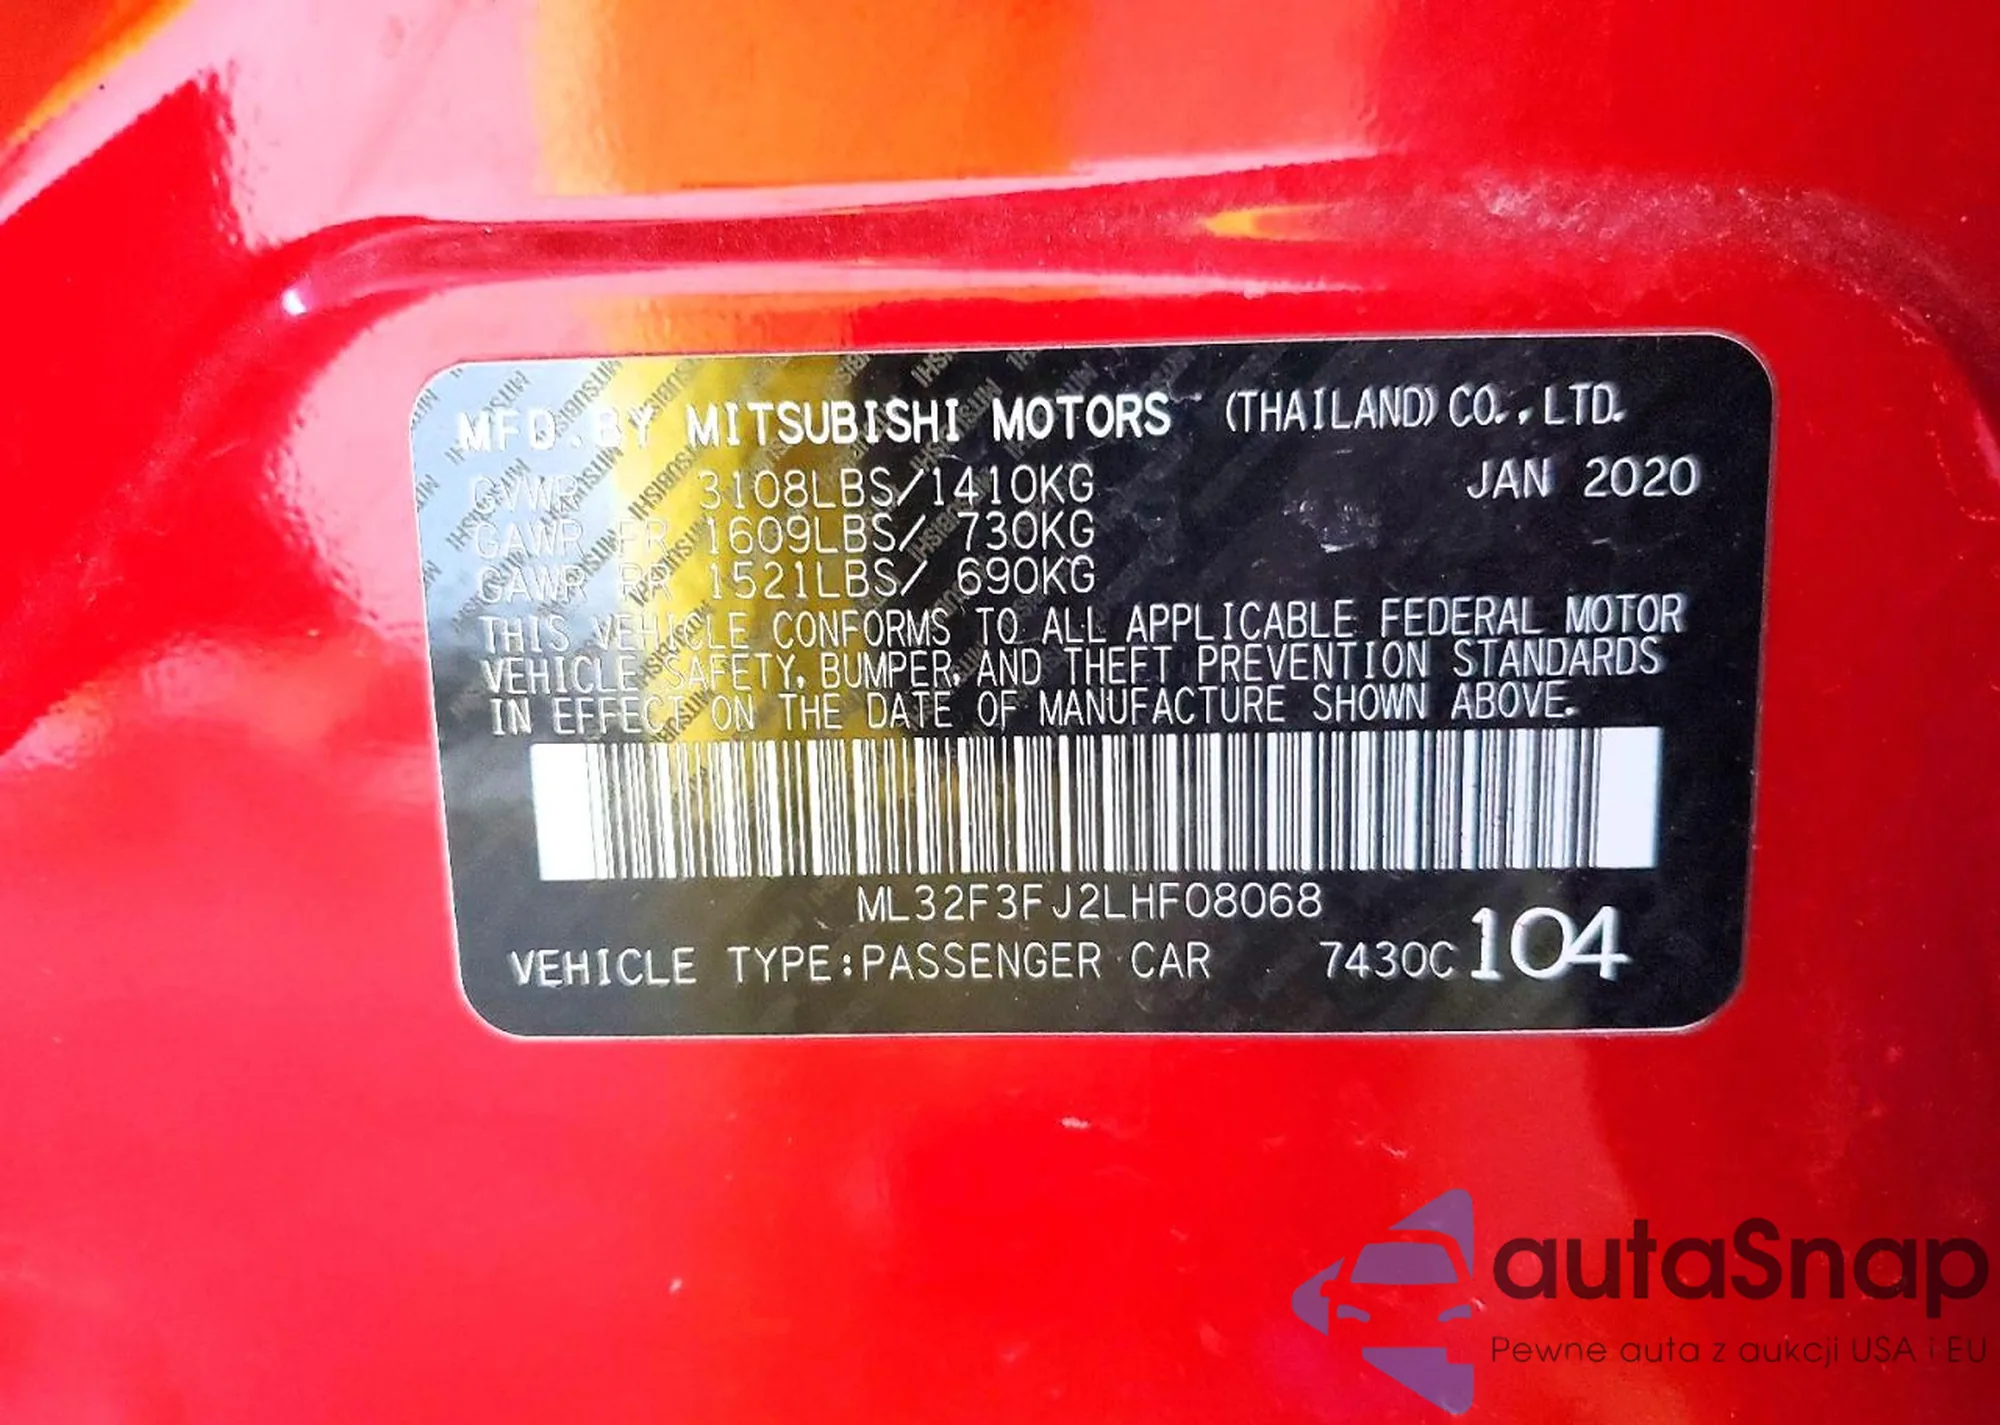 MFD. BY MITSUBISHI MOTORS (THAILAND) CO., LTD.
GVWR 3108LBS/1410KG JAN 2020
GAWR FR 1609LBS/ 730KG
GAWR RR 1521LBS/ 690KG
THIS VEHICLE CONFORMS TO ALL APPLICABLE FEDERAL MOTOR
VEHICLE SAFETY, BUMPER, AND THEFT PREVENTION STANDARDS
IN EFFECT ON THE DATE OF MANUFACTURE SHOWN ABOVE.
ML32F3FJ2LHF08068
VEHICLE TYPE:PASSENGER CAR 7430C 104
autaSnap
Pewne auta z aukcji USA i EU